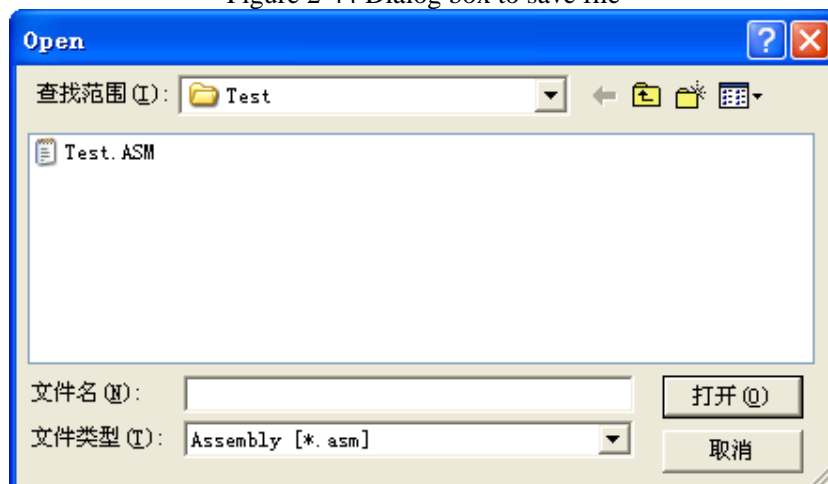 Figure 2-44 Dialog box to save file
Open
查找范围(I): Test
Test.ASM
文件名(N):
打开(O)
文件类型(T): Assembly [*.asm]
取消